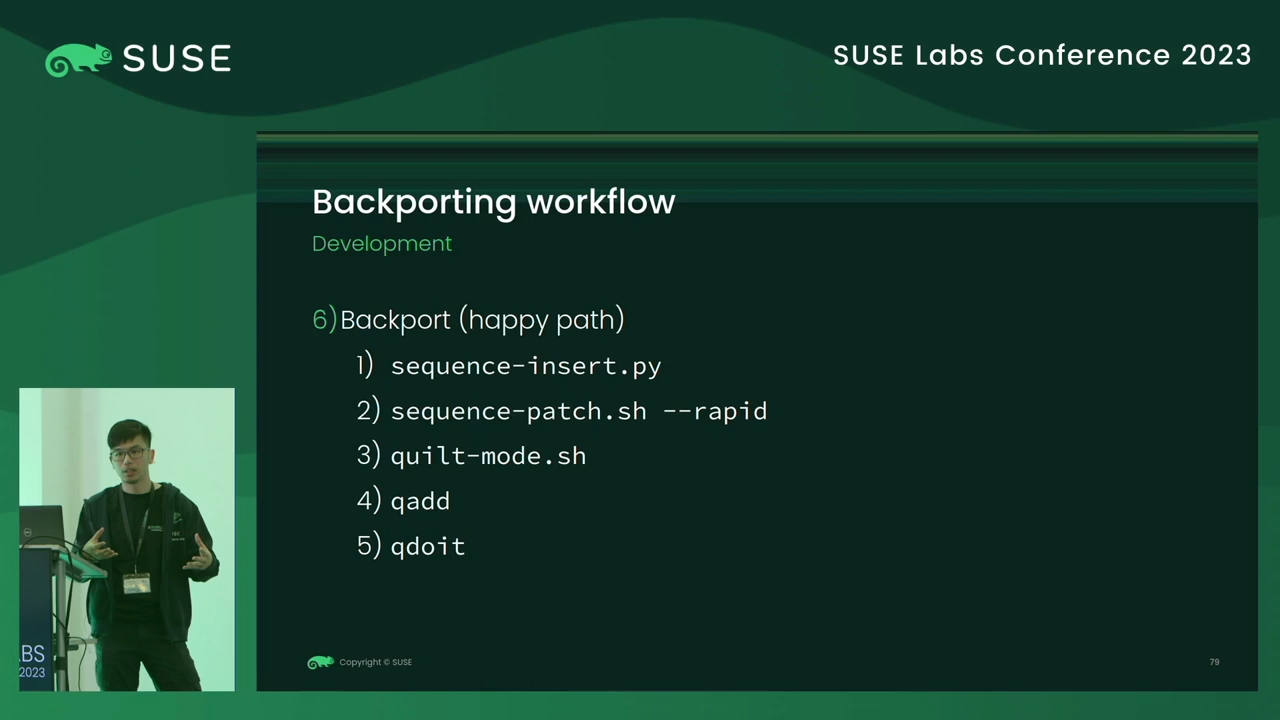 SUSE
SUSE Labs Conference 2023
Backporting workflow
Development
6) Backport (happy path)
1) sequence-insert.py
2) sequence-patch.sh --rapid
3) quilt-mode.sh
4) qadd
5) qdoit
ABS
2023
Copyright © SUSE
79